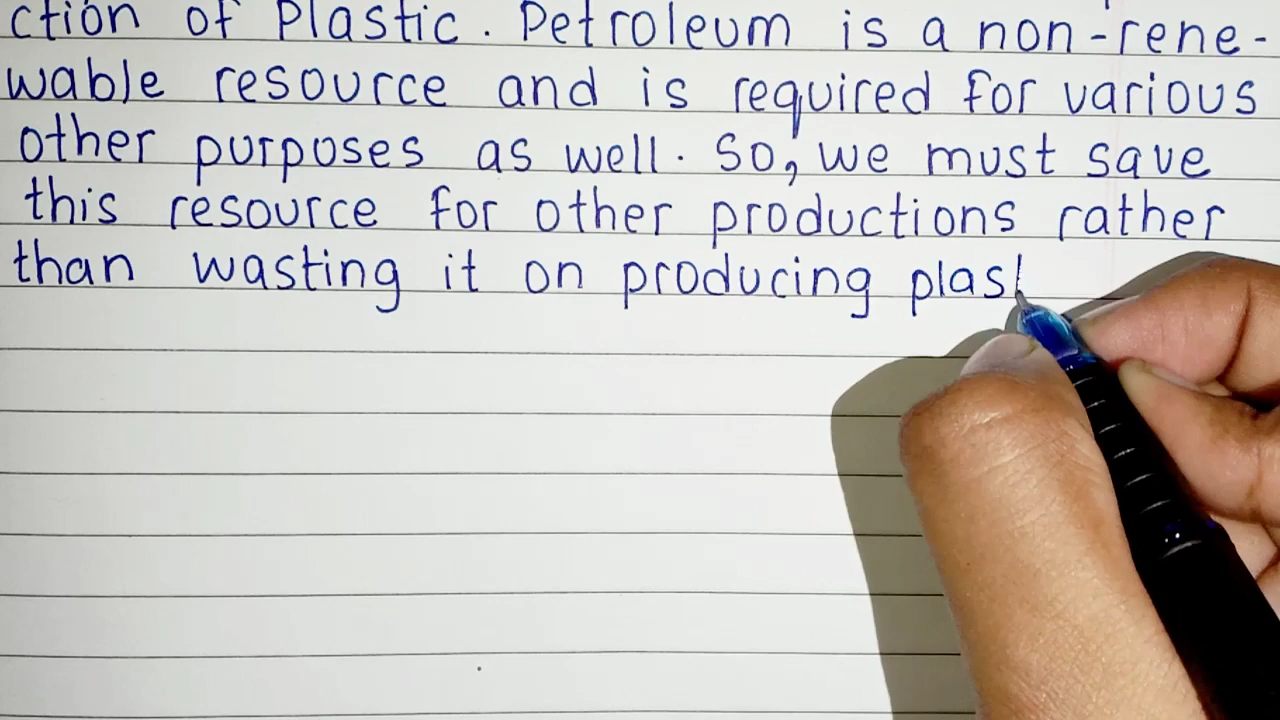 ction of Plastic. Petroleum is a non-rene-
wable resource and is required for various
other purposes as well. So, we must save
this resource for other productions rather
than wasting it on producing plas